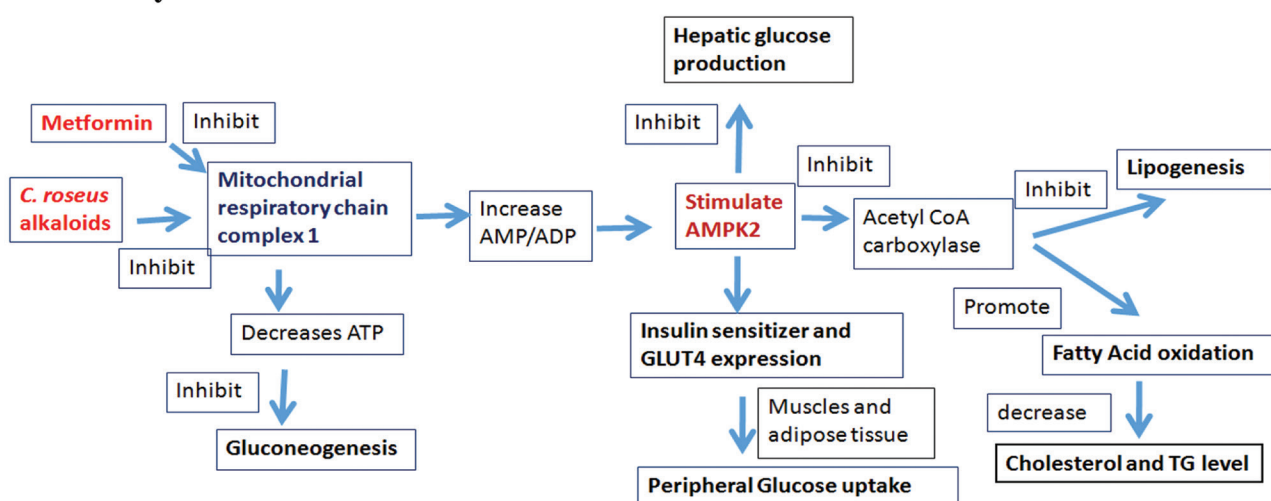 Hepatic glucose
production
Metformin
Inhibit
Inhibit
Inhibit
Lipogenesis
C. roseus
alkaloids
Mitochondrial
respiratory chain
complex 1
Increase
AMP/ADP
Stimulate
AMPK2
Acetyl CoA
carboxylase
Inhibit
Inhibit
Promote
Decreases ATP
Insulin sensitizer and
GLUT4 expression
Fatty Acid oxidation
Inhibit
Muscles and
adipose tissue
decrease
Gluconeogenesis
Cholesterol and TG level
Peripheral Glucose uptake